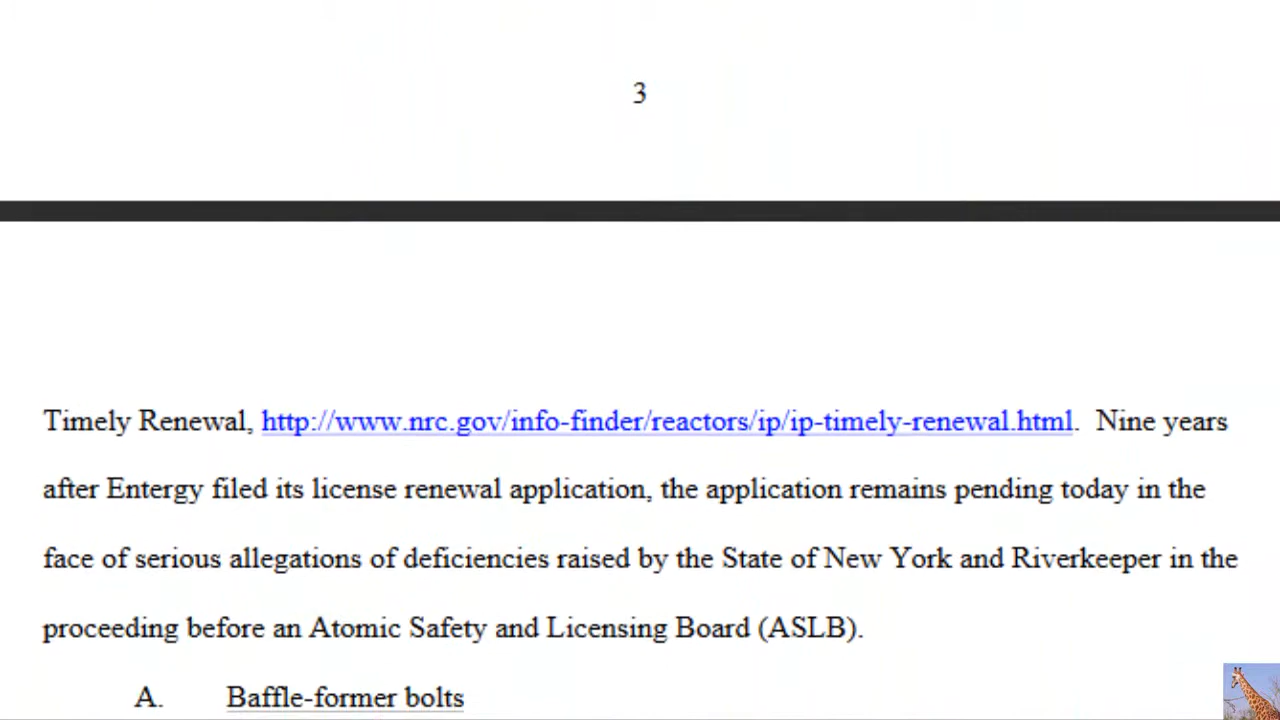 3
Timely Renewal, http://www.nrc.gov/info-finder/reactors/ip/ip-timely-renewal.html.  Nine years
after Entergy filed its license renewal application, the application remains pending today in the
face of serious allegations of deficiencies raised by the State of New York and Riverkeeper in the
proceeding before an Atomic Safety and Licensing Board (ASLB).
A. Baffle-former bolts